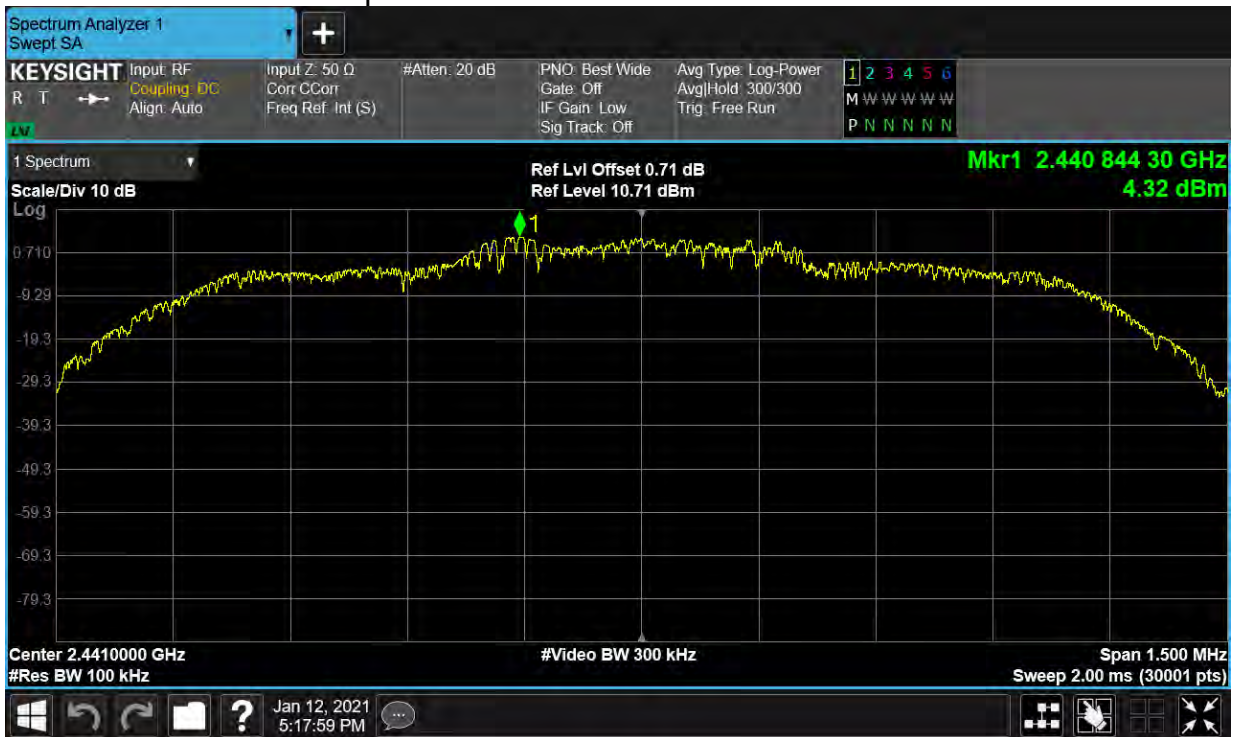 Spectrum Analyzer 1
Swept SA
+
KEYSIGHT
R T
LXI
Input: RF
Coupling: DC
Align: Auto
Input Z: 50 Ω
Corr CCorr
Freq Ref: Int (S)
#Atten: 20 dB
PNO: Best Wide
Gate: Off
IF Gain: Low
Sig Track: Off
Avg Type: Log-Power
Avg|Hold: 300/300
Trig: Free Run
1 2 3 4 5 6
M W W W W W
P N N N N N
1 Spectrum
Scale/Div 10 dB
Log
Ref Lvl Offset 0.71 dB
Ref Level 10.71 dBm
Mkr1 2.440 844 30 GHz
4.32 dBm
1
0.710
-9.29
-19.3
-29.3
-39.3
-49.3
-59.3
-69.3
-79.3
Center 2.4410000 GHz
#Res BW 100 kHz
#Video BW 300 kHz
Span 1.500 MHz
Sweep 2.00 ms (30001 pts)
?
Jan 12, 2021
5:17:59 PM